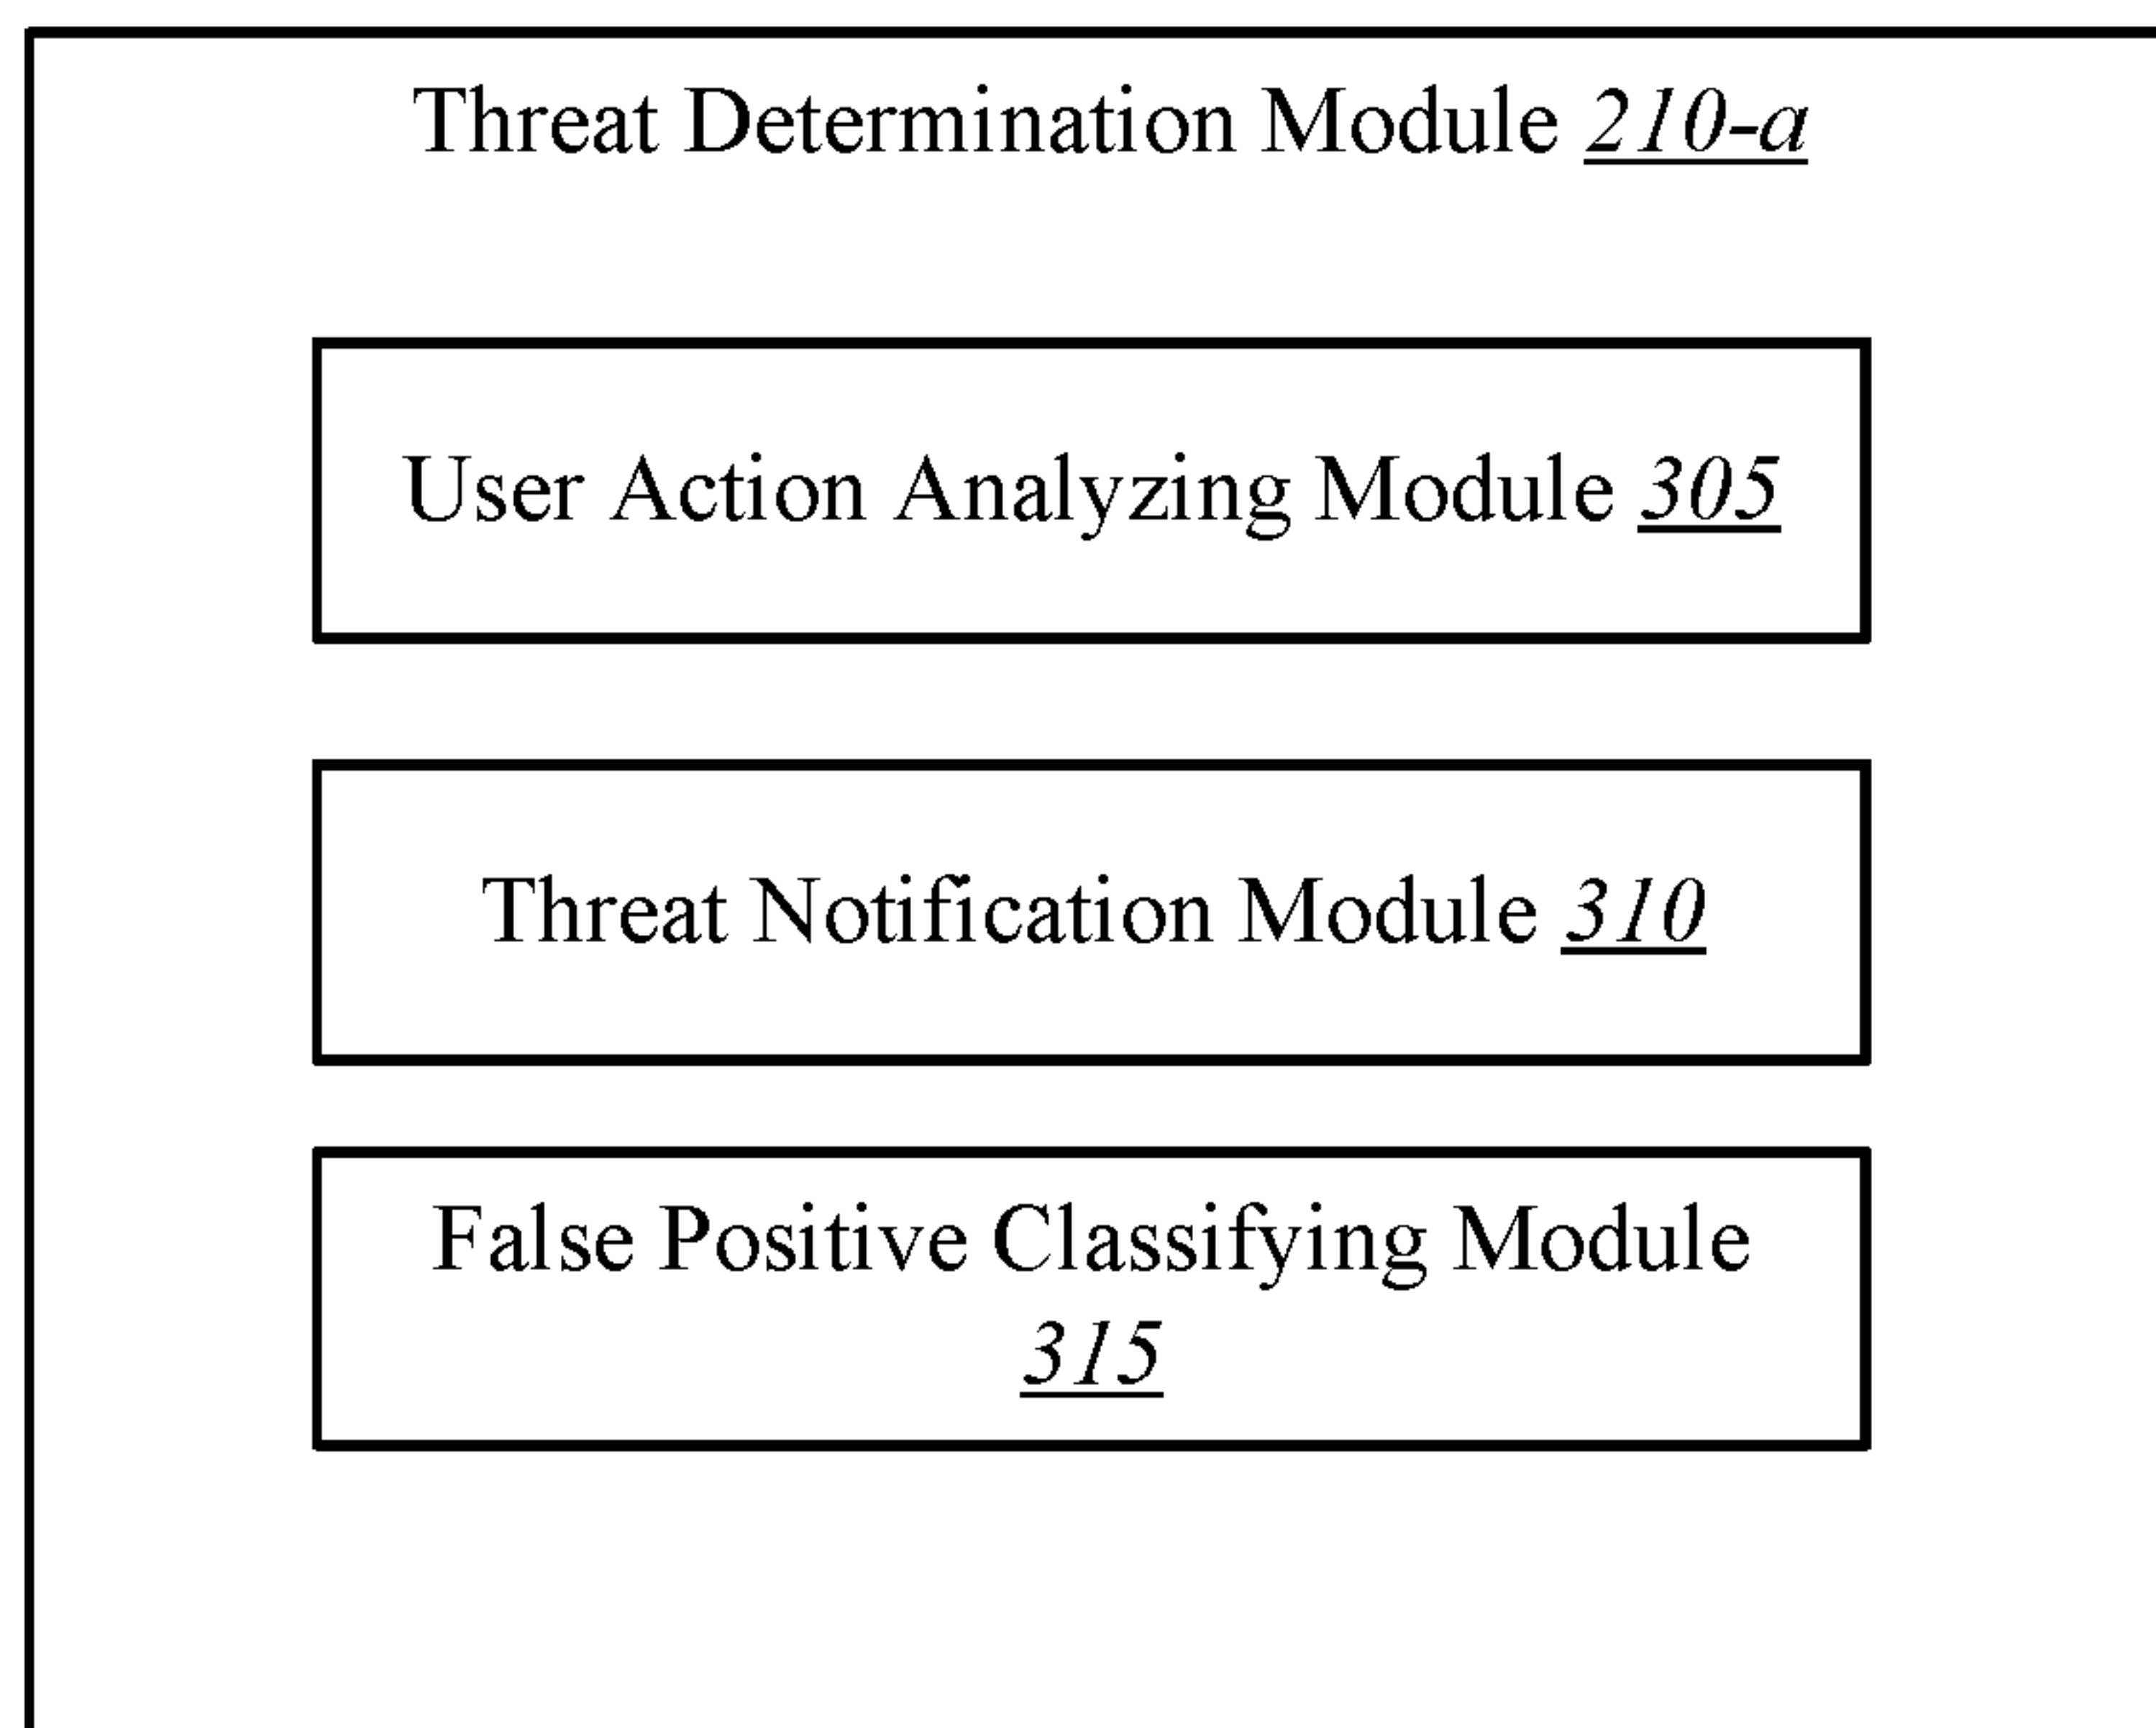 Threat Determination Module 210-a
User Action Analyzing Module 305
Threat Notification Module 310
False Positive Classifying Module
315